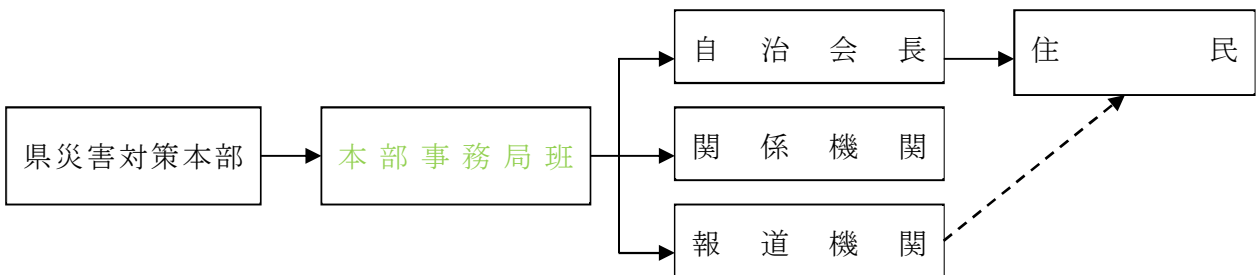 県災害対策本部
本部事務局班
自治会長
関係機関
報道機関
住民